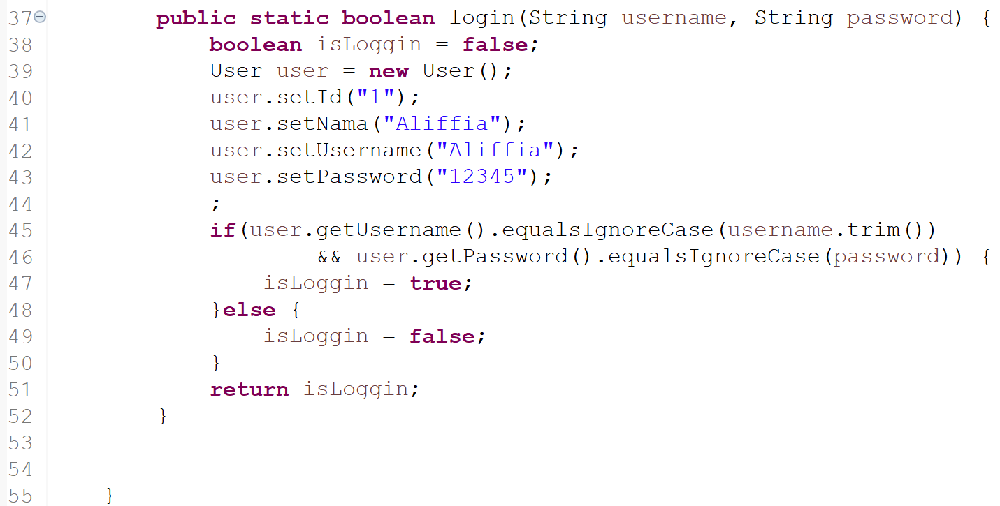 37 public static boolean login(String username, String password) {
38 boolean isLoggin = false;
39 User user = new User();
40 user.setId("1");
41 user.setNama("Aliffia");
42 user.setUsername("Aliffia");
43 user.setPassword("12345");
44 ;
45 if(user.getUsername().equalsIgnoreCase(username.trim())
46 && user.getPassword().equalsIgnoreCase(password)) {
47 isLoggin = true;
48 }else {
49 isLoggin = false;
50 }
51 return isLoggin;
52 }
53
54
55 }